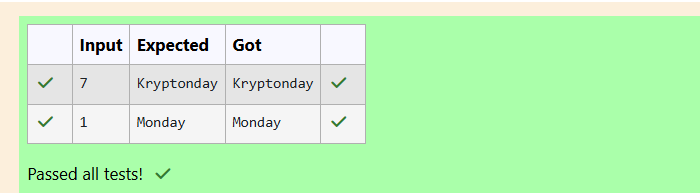 Input Expected Got
7 Kryptonday Kryptonday
1 Monday Monday
Passed all tests!